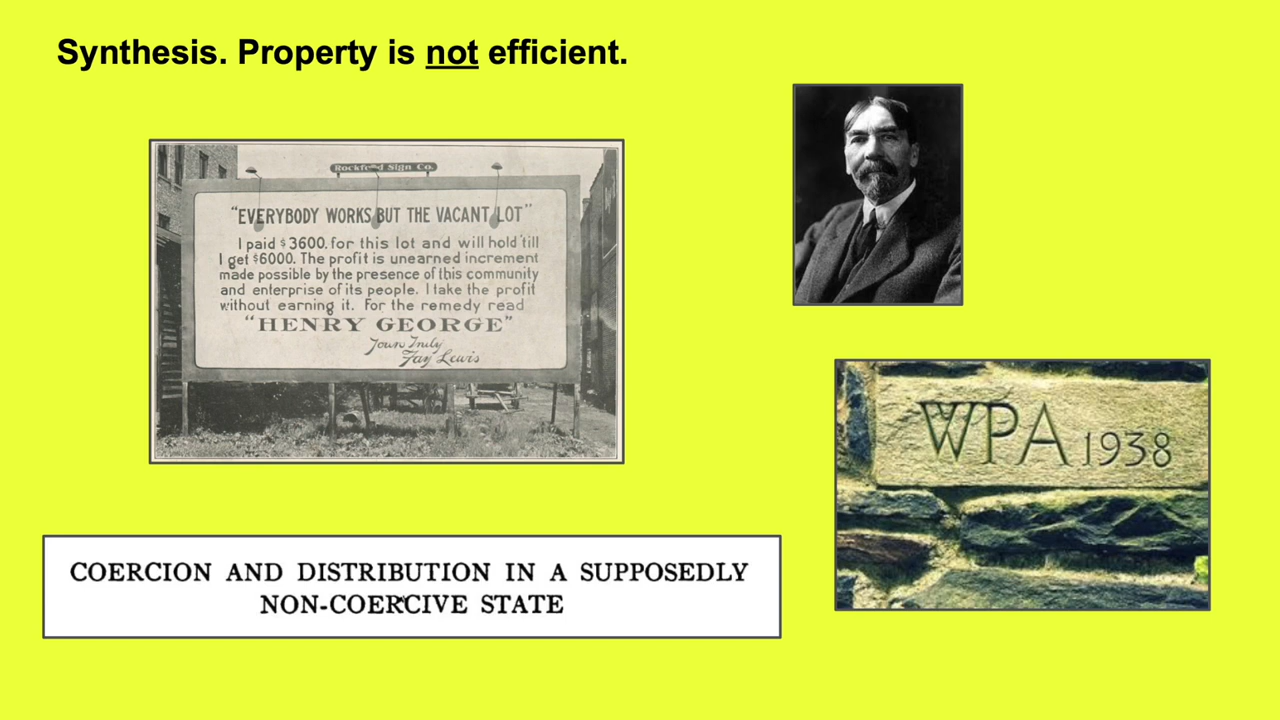 Synthesis. Property is not efficient.
Rockford Sign Co.
"EVERYBODY WORKS BUT THE VACANT LOT"
I paid $3600. for this lot and will hold 'till
I get $6000. The profit is unearned increment
made possible by the presence of this community
and enterprise of its people. I take the profit
without earning it. For the remedy read
"HENRY GEORGE"
Yours Truly
Fay Lewis
WPA 1938
COERCION AND DISTRIBUTION IN A SUPPOSEDLY
NON-COERCIVE STATE